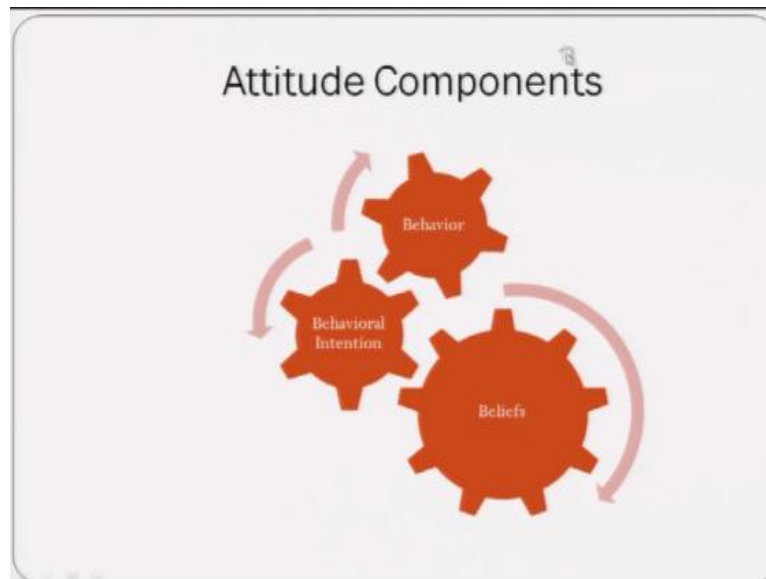 Attitude Components
Behavior
Behavioral
Intention
Beliefs